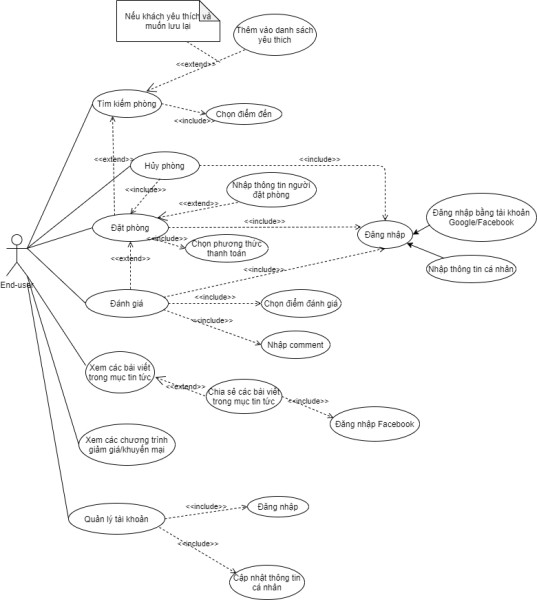 Nếu khách yêu thích và
muốn lưu lại
Thêm vào danh sách
yêu thích
<<extend>>
Tìm kiếm phòng
Chọn điểm đến
<<include>>
<<extend>>
Hủy phòng
<<include>>
<<include>>
Nhập thông tin người
đặt phòng
<<extend>>
Đặt phòng
<<include>>
<<include>>
Chọn phương thức
thanh toán
Đăng nhập
Đăng nhập bằng tài khoản
Google/Facebook
Nhập thông tin cá nhân
<<extend>>
<<include>>
End-user
Đánh giá
<<include>>
Chọn điểm đánh giá
<<include>>
Nhập comment
Xem các bài viết
trong mục tin tức
<<extend>>
Chia sẻ các bài viết
trong mục tin tức
<<include>>
Đăng nhập Facebook
Xem các chương trình
giảm giá/khuyến mại
Quản lý tài khoản
<<include>>
Đăng nhập
<<include>>
Cập nhật thông tin
cá nhân